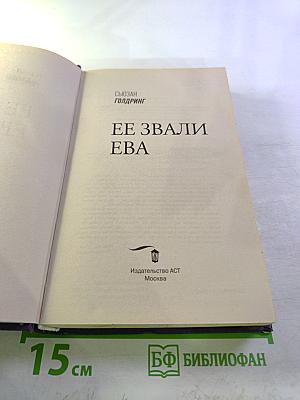 СЬЮЗАН
ГОЛДРИНГ
ЕЕ ЗВАЛИ
ЕВА
Издательство АСТ
Москва
15 см
БФ БИБЛИОФАН